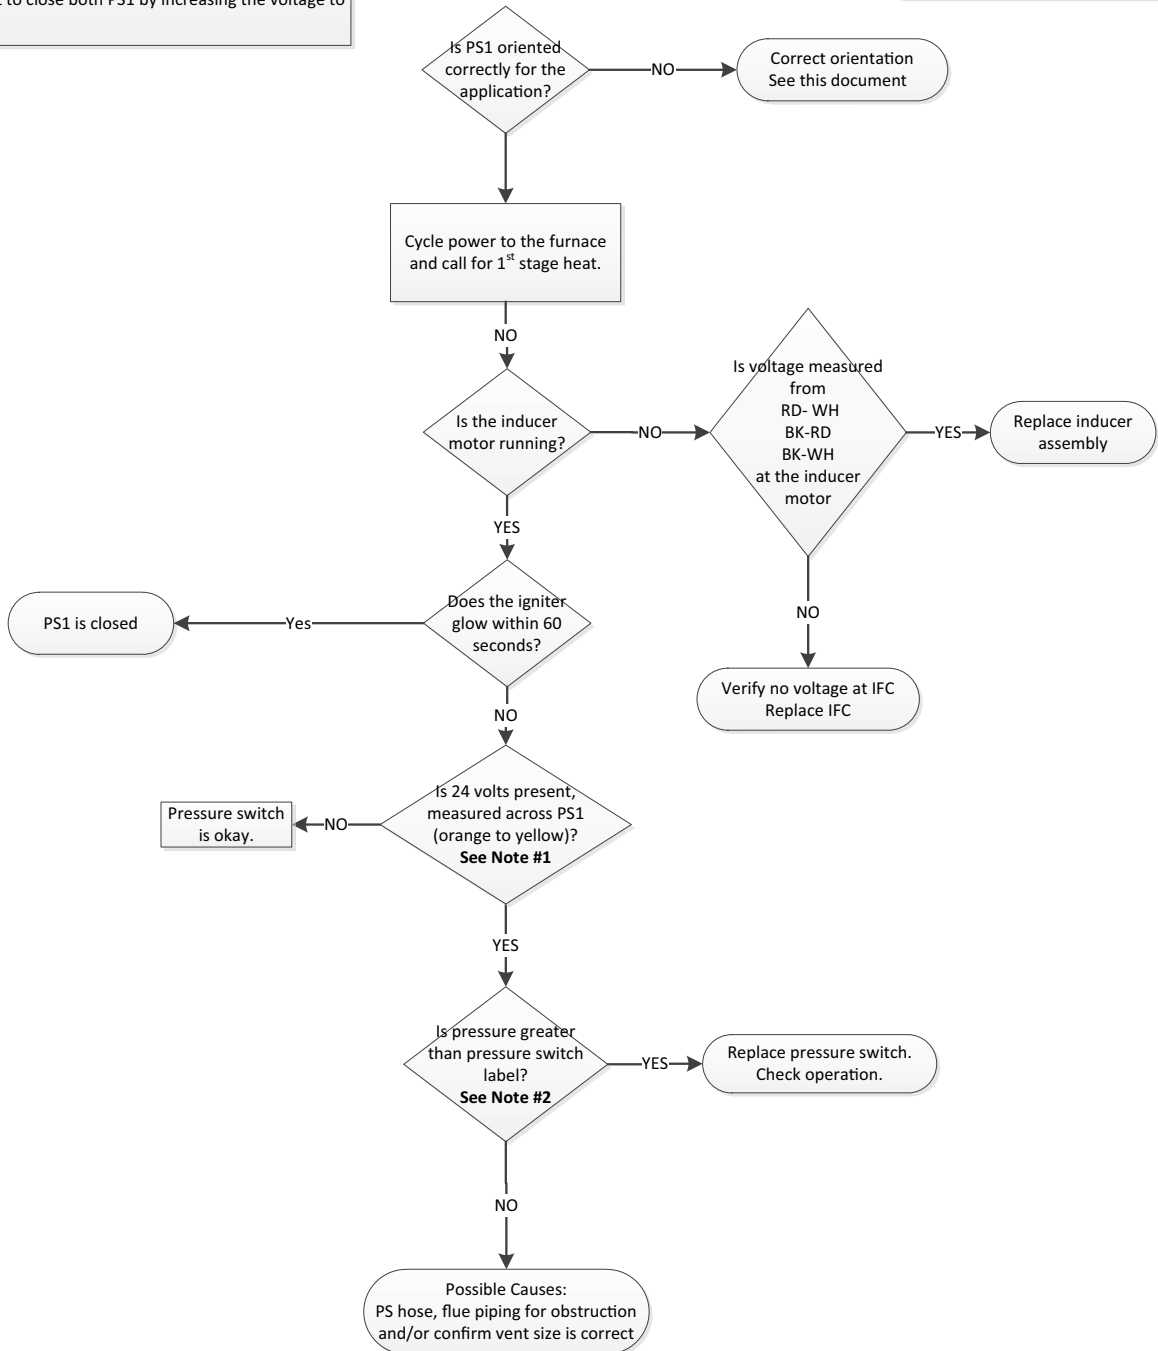 to close both PS1 by increasing the voltage to
Is PS1 oriented
correctly for the
application?
NO
Correct orientation
See this document
Cycle power to the furnace
and call for 1st stage heat.
NO
Is the inducer
motor running?
NO
Is voltage measured
from
RD- WH
BK-RD
BK-WH
at the inducer
motor
YES
Replace inducer
assembly
NO
Verify no voltage at IFC
Replace IFC
YES
Does the igniter
glow within 60
seconds?
Yes
PS1 is closed
NO
Is 24 volts present,
measured across PS1
(orange to yellow)?
See Note #1
NO
Pressure switch
is okay.
YES
Is pressure greater
than pressure switch
label?
See Note #2
YES
Replace pressure switch.
Check operation.
NO
Possible Causes:
PS hose, flue piping for obstruction
and/or confirm vent size is correct